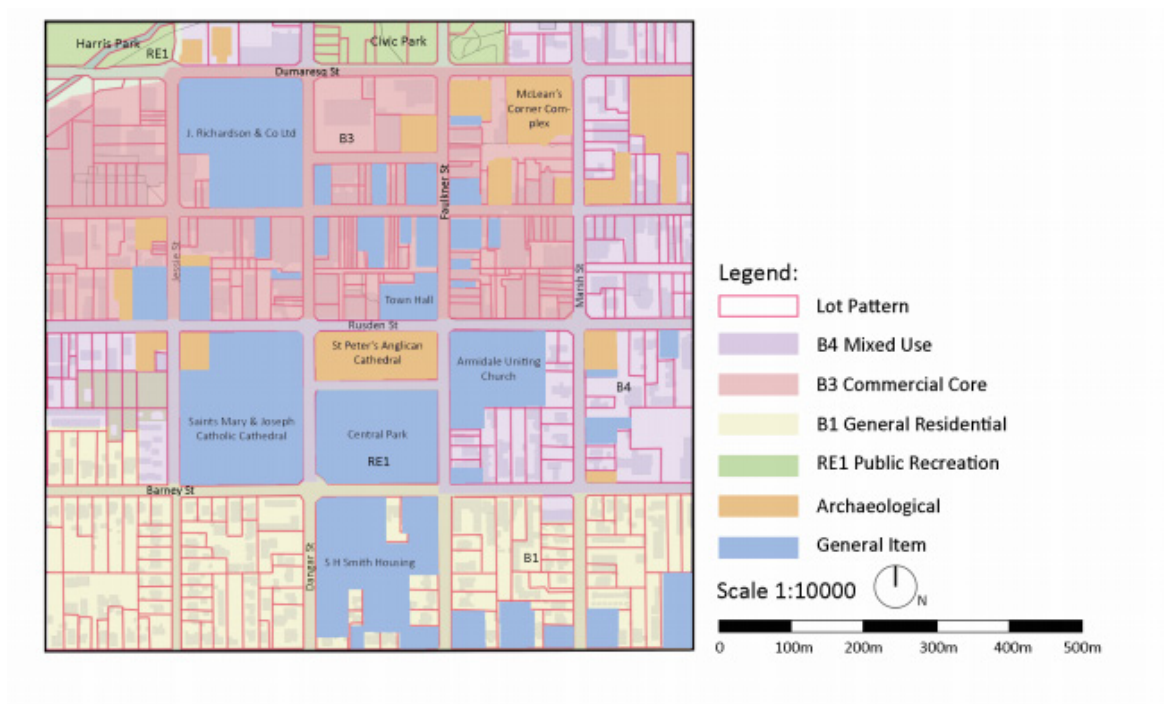 Harris Park
RE1
Civic Park
Dumaresq St
J. Richardson & Co Ltd
B3
McLean's
Corner Com-
plex
Faulkner St
Jessie St
Marsh St
Town Hall
Rusden St
St Peter's Anglican
Cathedral
Armidale Uniting
Church
B4
Saints Mary & Joseph
Catholic Cathedral
Central Park
RE1
Barney St
Dangar St
S H Smith Housing
B1
Legend:
Lot Pattern
B4 Mixed Use
B3 Commercial Core
B1 General Residential
RE1 Public Recreation
Archaeological
General Item
Scale 1:10000
N
0 100m 200m 300m 400m 500m